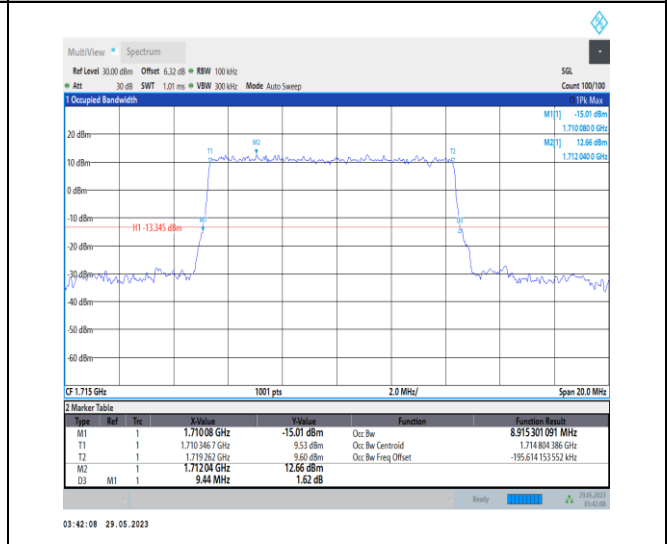 MultiView Spectrum
Ref Level 30.00 dBm Offset 6.32 dB RBW 100 kHz SGL
Att 30 dB SWT 1.01 ms VBW 300 kHz Mode Auto Sweep Count 100/100
1 Occupied Bandwidth 1Pk Max
M1[1] -15.01 dBm
1.710 080 0 GHz
M2[1] 12.66 dBm
1.712 040 0 GHz
20 dBm
M2
T1 T2
10 dBm
0 dBm
-10 dBm
M1 D3
H1 -13.345 dBm
-20 dBm
-30 dBm
-40 dBm
-50 dBm
-60 dBm
CF 1.715 GHz 1001 pts 2.0 MHz/ Span 20.0 MHz
2 Marker Table
Type Ref Trc X-Value Y-Value Function Function Result
M1 1 1.71008 GHz -15.01 dBm Occ Bw 8.915 301 091 MHz
T1 1 1.710 346 7 GHz 9.53 dBm Occ Bw Centroid 1.714 804 386 GHz
T2 1 1.719 262 GHz 9.60 dBm Occ Bw Freq Offset -195.614 153 552 kHz
M2 1 1.71204 GHz 12.66 dBm
D3 M1 1 9.44 MHz 1.62 dB
Ready 29.05.2023
03:42:08
03:42:08 29.05.2023